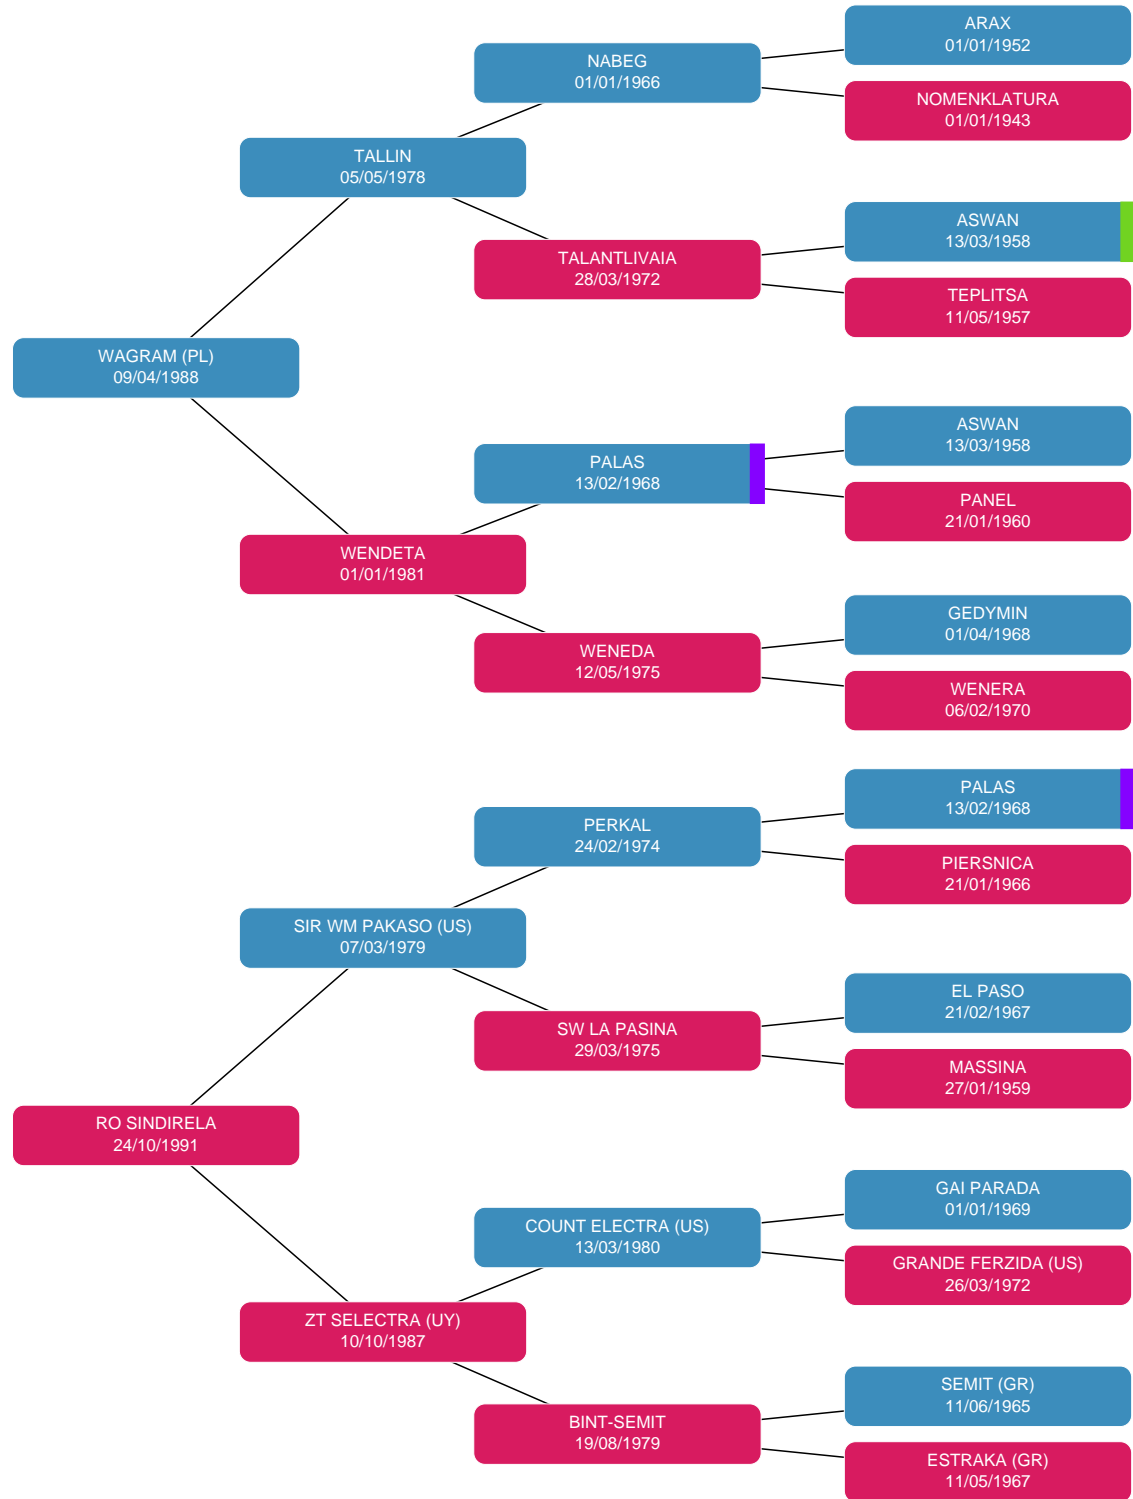 ARAX
01/01/1952
NABEG
01/01/1966
NOMENKLATURA
01/01/1943
TALLIN
05/05/1978
ASWAN
13/03/1958
TALANTLIVAIA
28/03/1972
TEPLITSA
11/05/1957
WAGRAM (PL)
09/04/1988
ASWAN
13/03/1958
PALAS
13/02/1968
PANEL
21/01/1960
WENDETA
01/01/1981
GEDYMIN
01/04/1968
WENEDA
12/05/1975
WENERA
06/02/1970
PALAS
13/02/1968
PERKAL
24/02/1974
PIERSNICA
21/01/1966
SIR WM PAKASO (US)
07/03/1979
EL PASO
21/02/1967
SW LA PASINA
29/03/1975
MASSINA
27/01/1959
RO SINDIRELA
24/10/1991
GAI PARADA
01/01/1969
COUNT ELECTRA (US)
13/03/1980
GRANDE FERZIDA (US)
26/03/1972
ZT SELECTRA (UY)
10/10/1987
SEMIT (GR)
11/06/1965
BINT-SEMIT
19/08/1979
ESTRAKA (GR)
11/05/1967